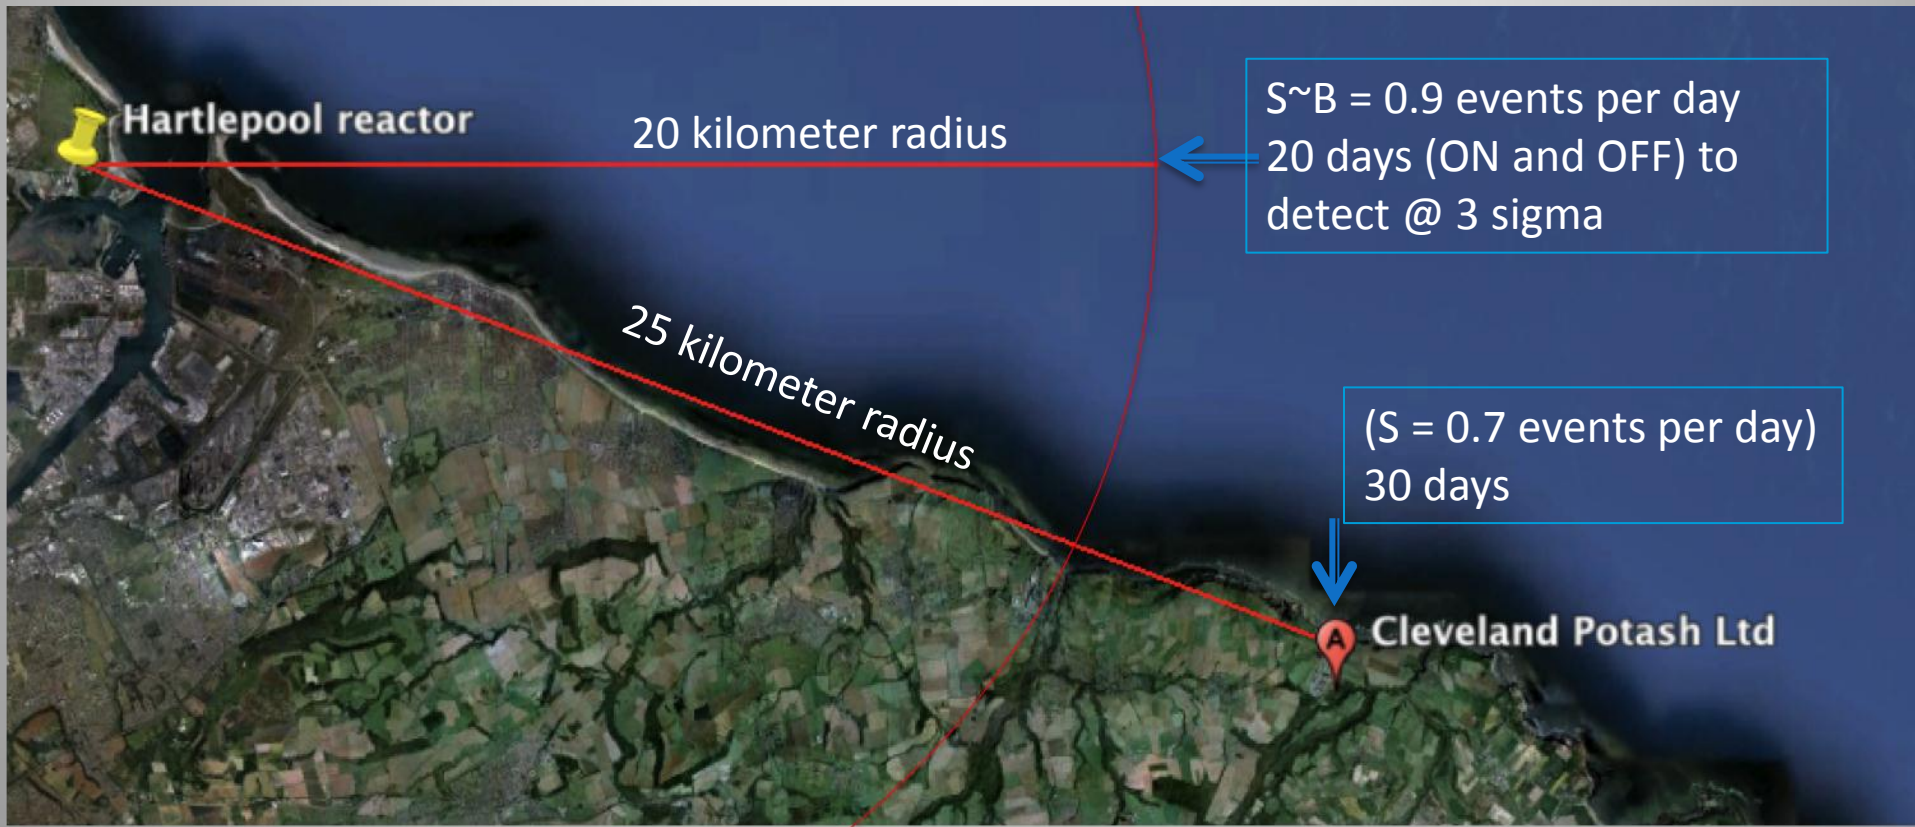 Hartlepool reactor
20 kilometer radius
S~B = 0.9 events per day
20 days (ON and OFF) to
detect @ 3 sigma
25 kilometer radius
(S = 0.7 events per day)
30 days
A
Cleveland Potash Ltd